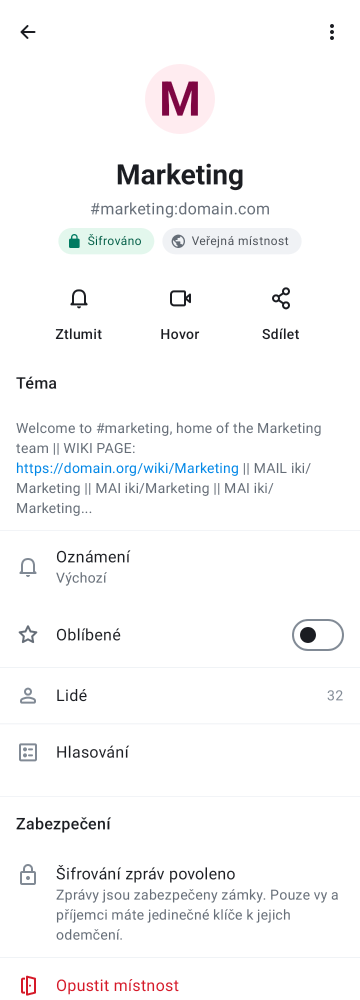 M
Marketing
#marketing:domain.com
Šifrováno
Veřejná místnost
Ztlumit
Hovor
Sdílet
Téma
Welcome to #marketing, home of the Marketing
team || WIKI PAGE:
https://domain.org/wiki/Marketing || MAIL iki/
Marketing || MAI iki/Marketing || MAI iki/
Marketing...
Oznámení
Výchozí
Oblíbené
Lidé 32
Hlasování
Zabezpečení
Šifrování zpráv povoleno
Zprávy jsou zabezpečeny zámky. Pouze vy a
příjemci máte jedinečné klíče k jejich
odemčení.
Opustit místnost